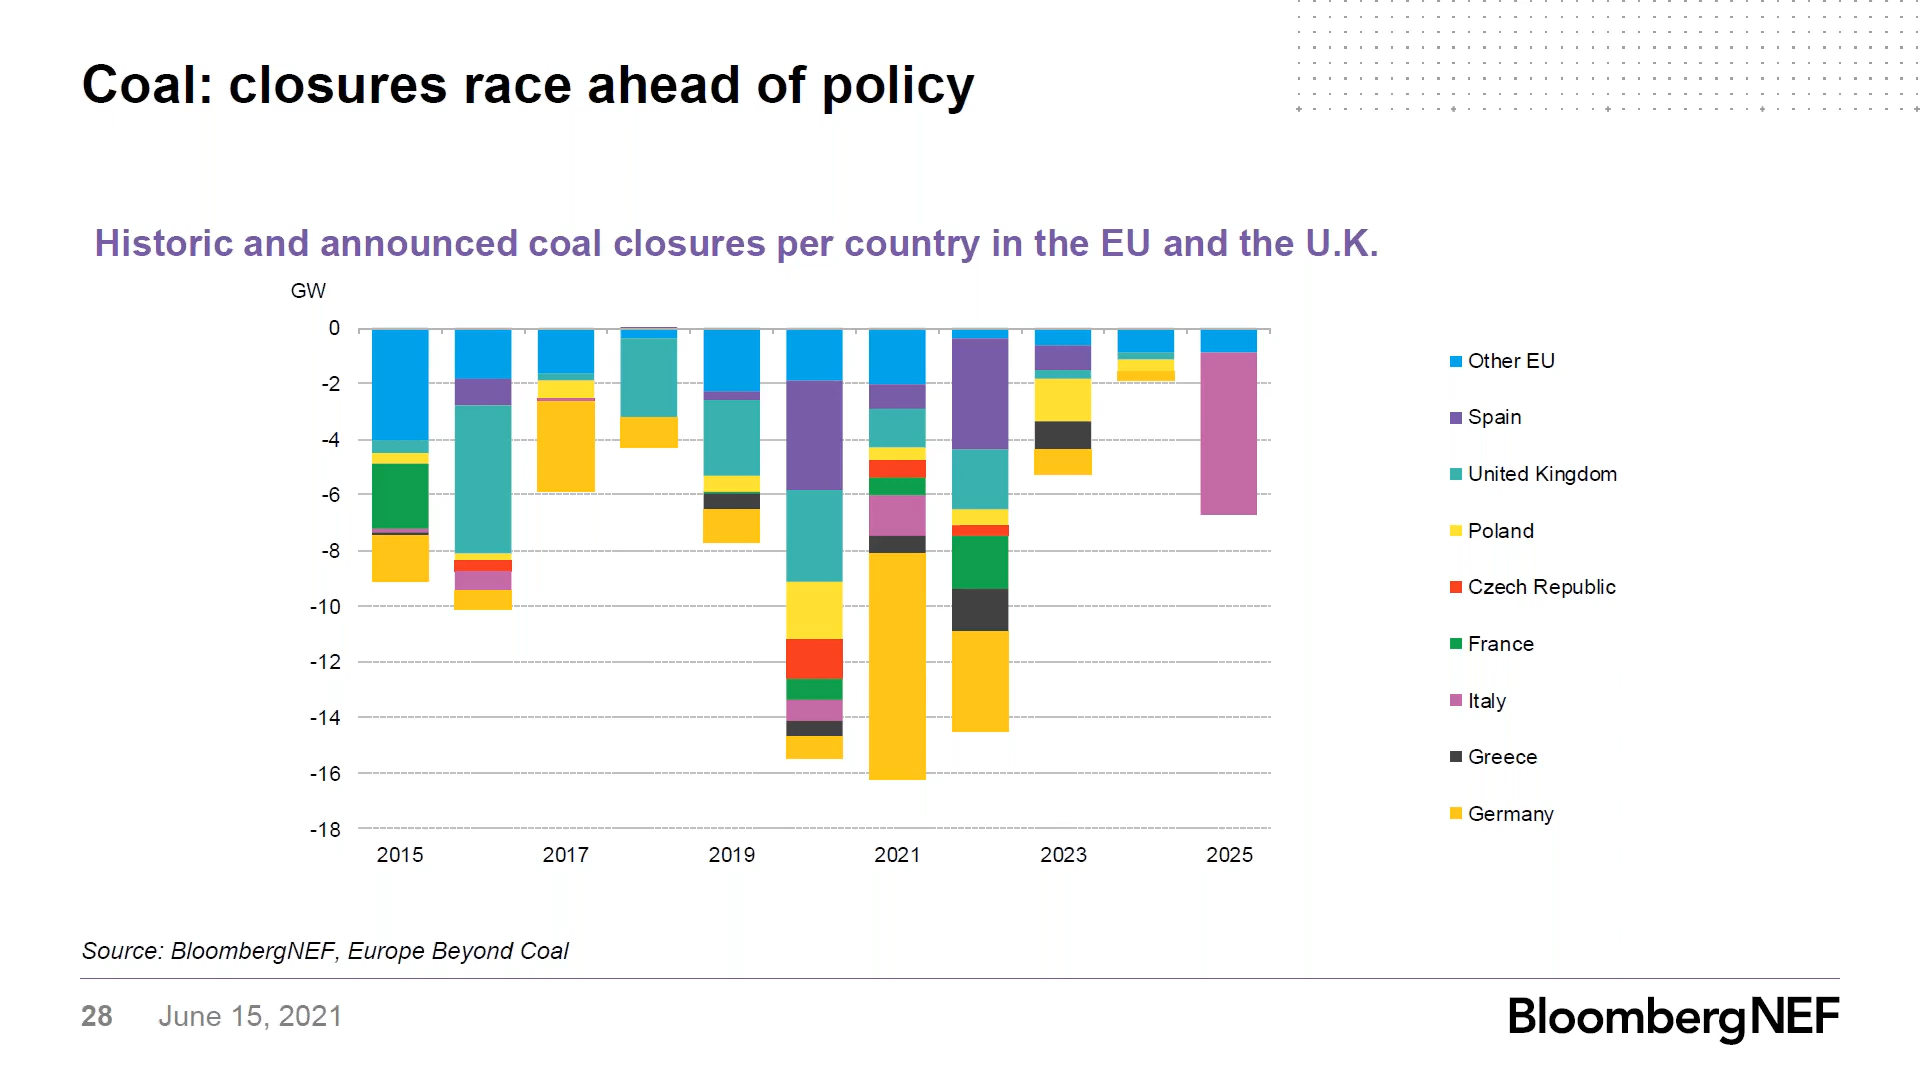 Coal: closures race ahead of policy
Historic and announced coal closures per country in the EU and the U.K.
GW
0
-2
-4
-6
-8
-10
-12
-14
-16
-18
2015 2017 2019 2021 2023 2025
Other EU
Spain
United Kingdom
Poland
Czech Republic
France
Italy
Greece
Germany
Source: BloombergNEF, Europe Beyond Coal
28 June 15, 2021
BloombergNEF